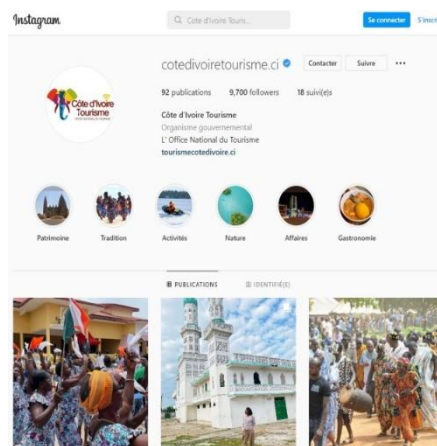 Instagram
Côte d'Ivoire Touris...
Se connecter
S'inscri
cotedivoiretourisme.ci
Contacter
Suivre
92 publications 9,700 followers 18 suivi(e)s
Côte d'Ivoire Tourisme
Organisme gouvernemental
L' Office National du Tourisme
tourismecotedivoire.ci
Côte d'Ivoire
Tourisme
Patrimoine
Tradition
Activités
Nature
Affaires
Gastronomie
PUBLICATIONS
IDENTIFIÉ(E)